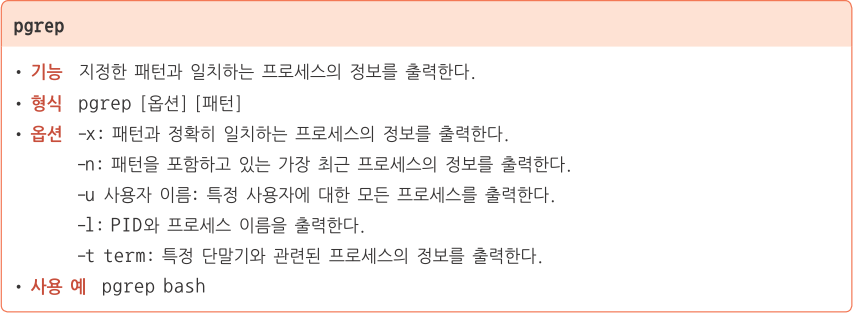 pgrep
• 기능 지정한 패턴과 일치하는 프로세스의 정보를 출력한다.
• 형식 pgrep [옵션] [패턴]
• 옵션 -x: 패턴과 정확히 일치하는 프로세스의 정보를 출력한다.
-n: 패턴을 포함하고 있는 가장 최근 프로세스의 정보를 출력한다.
-u 사용자 이름: 특정 사용자에 대한 모든 프로세스를 출력한다.
-l: PID와 프로세스 이름을 출력한다.
-t term: 특정 단말기와 관련된 프로세스의 정보를 출력한다.
• 사용 예 pgrep bash